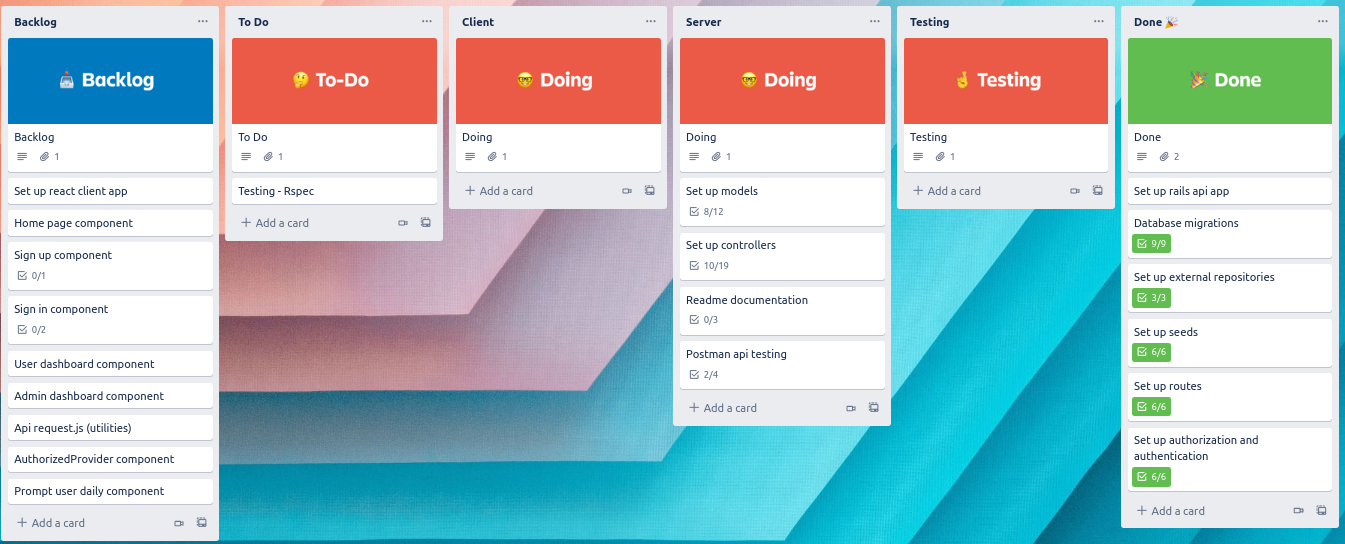 Backlog
Backlog
Backlog
1
Set up react client app
Home page component
Sign up component
0/1
Sign in component
0/2
User dashboard component
Admin dashboard component
Api request.js (utilities)
AuthorizedProvider component
Prompt user daily component
+ Add a card
To Do
To-Do
To Do
1
Testing - Rspec
+ Add a card
Client
Doing
Doing
1
+ Add a card
Server
Doing
Doing
1
Set up models
8/12
Set up controllers
10/19
Readme documentation
0/3
Postman api testing
2/4
+ Add a card
Testing
Testing
Testing
1
+ Add a card
Done 🎉
Done
Done
2
Set up rails api app
Database migrations
9/9
Set up external repositories
3/3
Set up seeds
6/6
Set up routes
6/6
Set up authorization and
authentication
6/6
+ Add a card